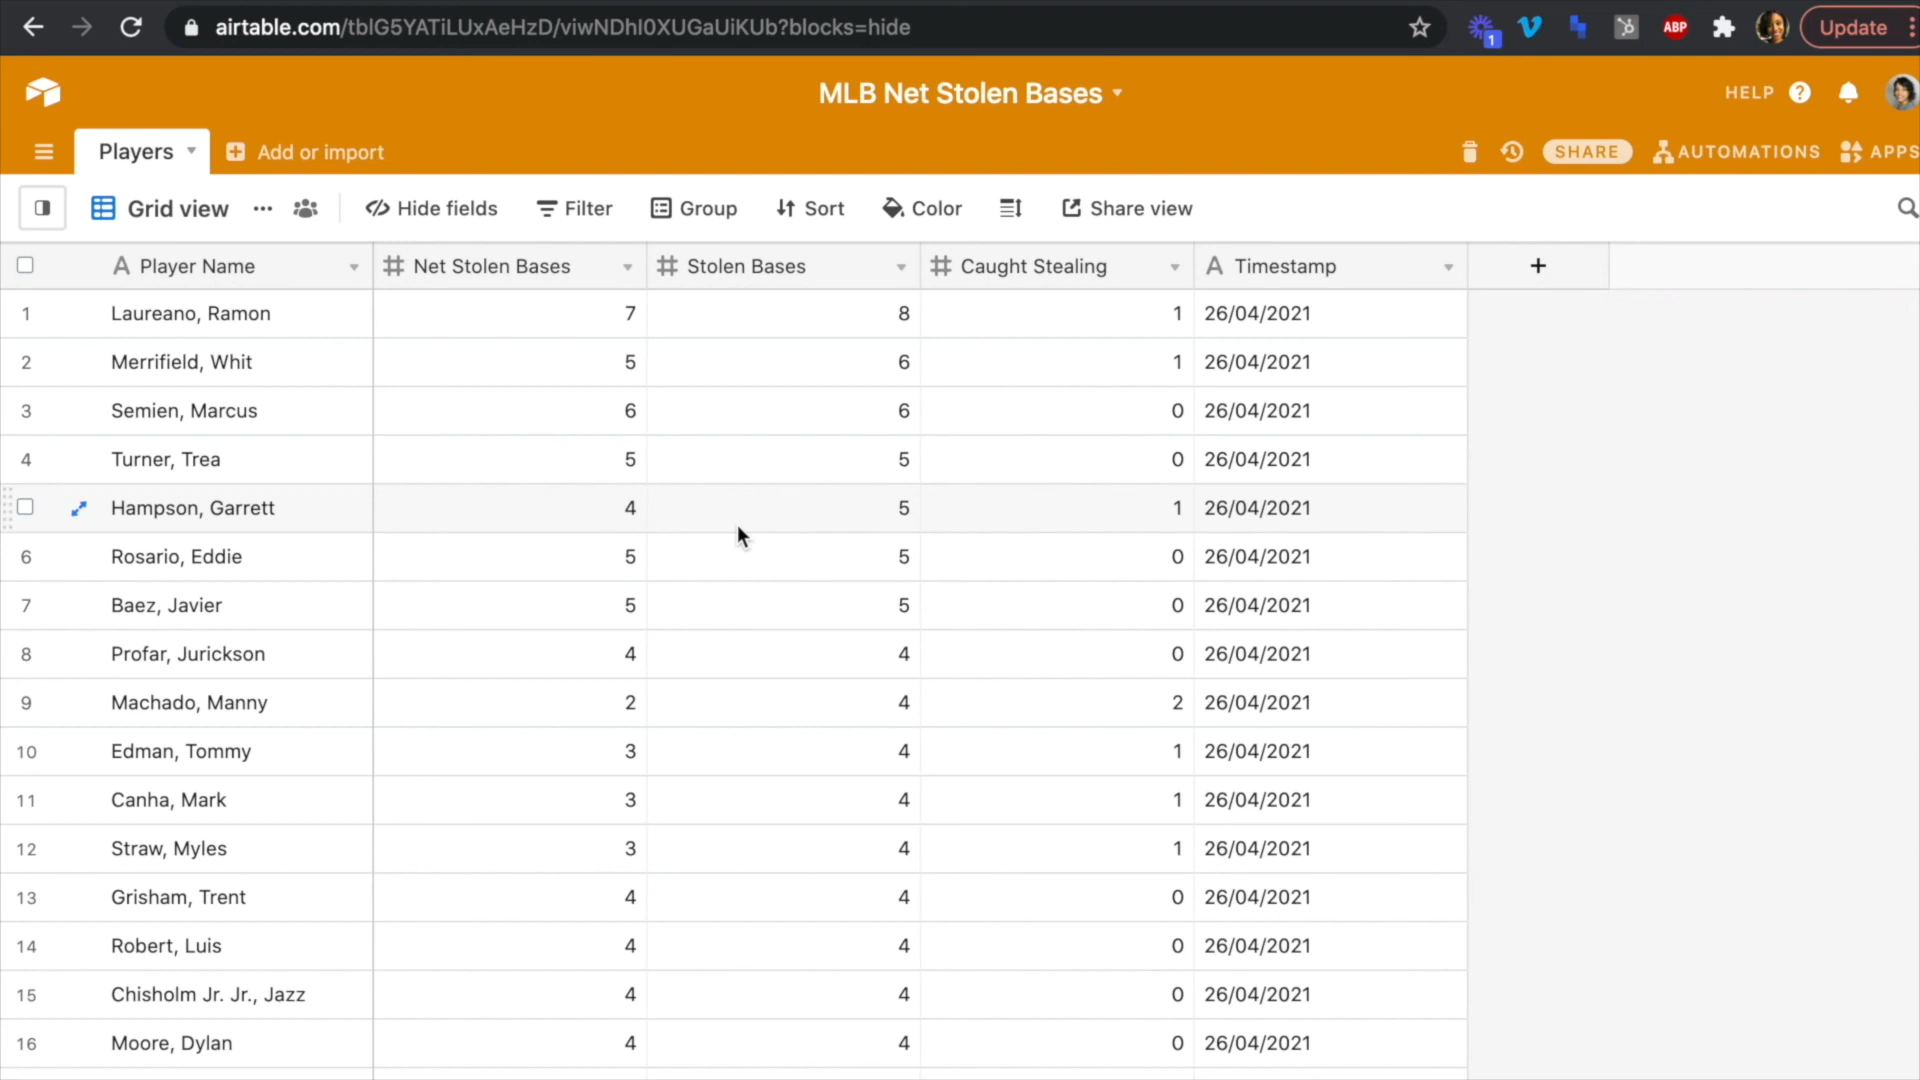 airtable.com/tblG5YATiLUxAeHzD/viwNDhI0XUGaUiKUb?blocks=hide
1
ABP
Update
MLB Net Stolen Bases
HELP
Players
Add or import
SHARE
AUTOMATIONS
APPS
Grid view
Hide fields
Filter
Group
Sort
Color
Share view
Player Name Net Stolen Bases Stolen Bases Caught Stealing Timestamp
1 Laureano, Ramon 7 8 1 26/04/2021
2 Merrifield, Whit 5 6 1 26/04/2021
3 Semien, Marcus 6 6 0 26/04/2021
4 Turner, Trea 5 5 0 26/04/2021
Hampson, Garrett 4 5 1 26/04/2021
6 Rosario, Eddie 5 5 0 26/04/2021
7 Baez, Javier 5 5 0 26/04/2021
8 Profar, Jurickson 4 4 0 26/04/2021
9 Machado, Manny 2 4 2 26/04/2021
10 Edman, Tommy 3 4 1 26/04/2021
11 Canha, Mark 3 4 1 26/04/2021
12 Straw, Myles 3 4 1 26/04/2021
13 Grisham, Trent 4 4 0 26/04/2021
14 Robert, Luis 4 4 0 26/04/2021
15 Chisholm Jr. Jr., Jazz 4 4 0 26/04/2021
16 Moore, Dylan 4 4 0 26/04/2021